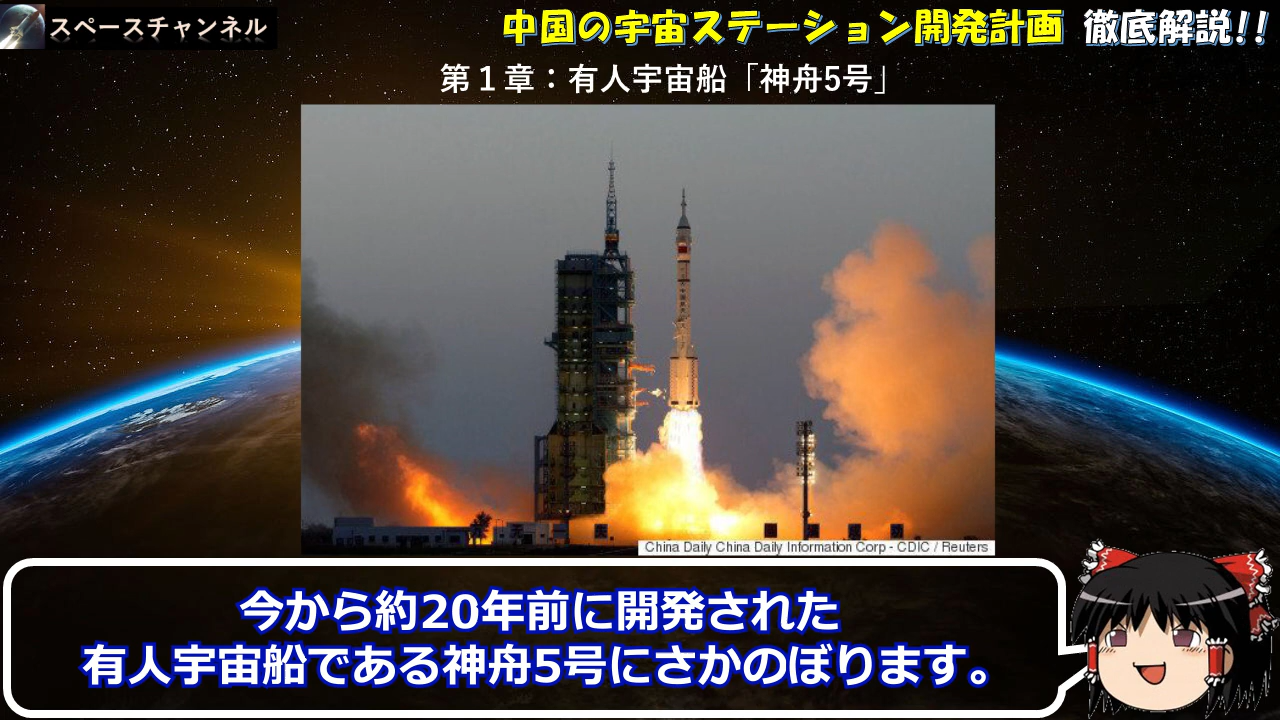 スペースチャンネル
中国の宇宙ステーション開発計画 徹底解説!!
第１章：有人宇宙船「神舟5号」
China Daily China Daily Information Corp - CDIC / Reuters
今から約20年前に開発された
有人宇宙船である神舟5号にさかのぼります。